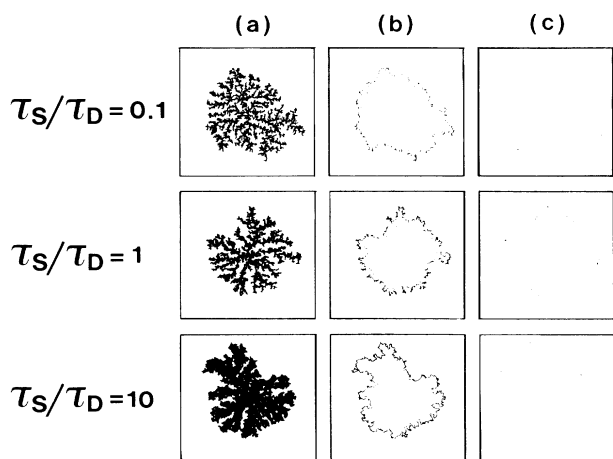 (a) (b) (c)
τS/τD = 0.1
τS/τD = 1
τS/τD = 10